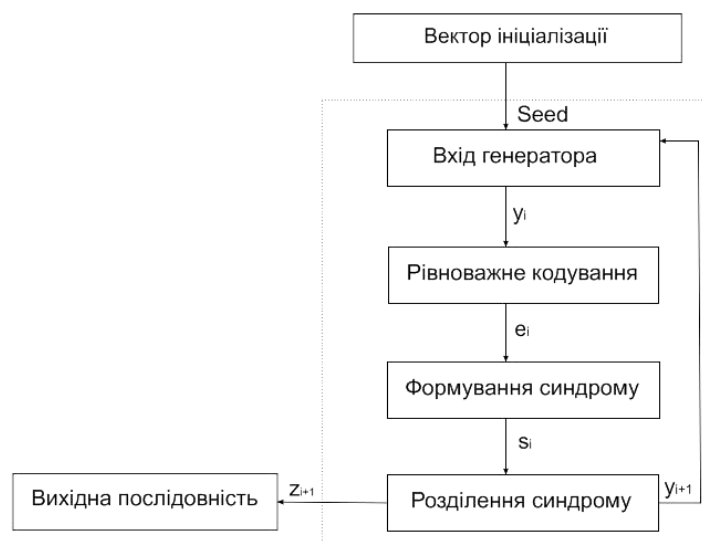 Вектор ініціалізації
Seed
Вхід генератора
yi
Рівноважне кодування
ei
Формування синдрому
si
Вихідна послідовність
zi+1
Розділення синдрому
yi+1